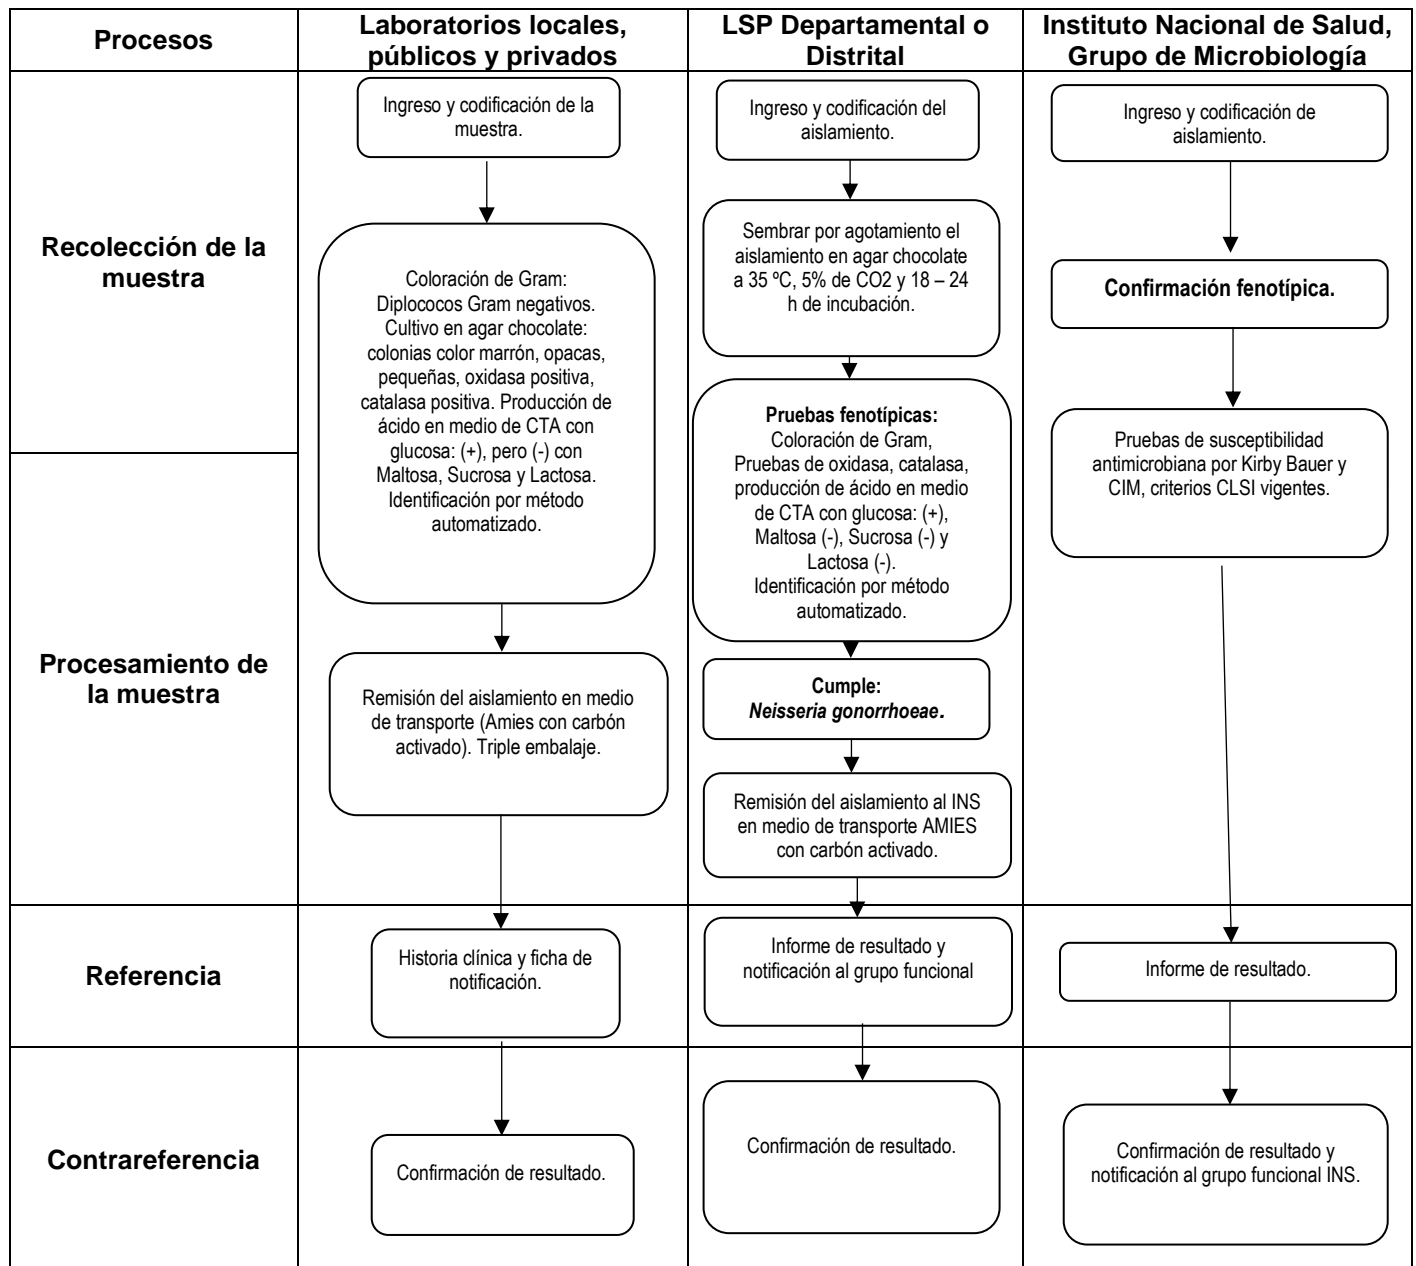 Procesos
Laboratorios locales,
públicos y privados
LSP Departamental o
Distrital
Instituto Nacional de Salud,
Grupo de Microbiología
Recolección de la
muestra
Ingreso y codificación de la
muestra.
Coloración de Gram:
Diplococos Gram negativos.
Cultivo en agar chocolate:
colonias color marrón, opacas,
pequeñas, oxidasa positiva,
catalasa positiva. Producción de
ácido en medio de CTA con
glucosa: (+), pero (-) con
Maltosa, Sucrosa y Lactosa.
Identificación por método
automatizado.
Ingreso y codificación del
aislamiento.
Sembrar por agotamiento el
aislamiento en agar chocolate
a 35 ºC, 5% de CO2 y 18 – 24
h de incubación.
Pruebas fenotípicas:
Coloración de Gram,
Pruebas de oxidasa, catalasa,
producción de ácido en medio
de CTA con glucosa: (+),
Maltosa (-), Sucrosa (-) y
Lactosa (-).
Identificación por método
automatizado.
Ingreso y codificación de
aislamiento.
Confirmación fenotípica.
Pruebas de susceptibilidad
antimicrobiana por Kirby Bauer y
CIM, criterios CLSI vigentes.
Procesamiento de
la muestra
Remisión del aislamiento en medio
de transporte (Amies con carbón
activado). Triple embalaje.
Cumple:
Neisseria gonorrhoeae.
Remisión del aislamiento al INS
en medio de transporte AMIES
con carbón activado.
Referencia
Historia clínica y ficha de
notificación.
Informe de resultado y
notificación al grupo funcional
Informe de resultado.
Contrareferencia
Confirmación de resultado.
Confirmación de resultado.
Confirmación de resultado y
notificación al grupo funcional INS.